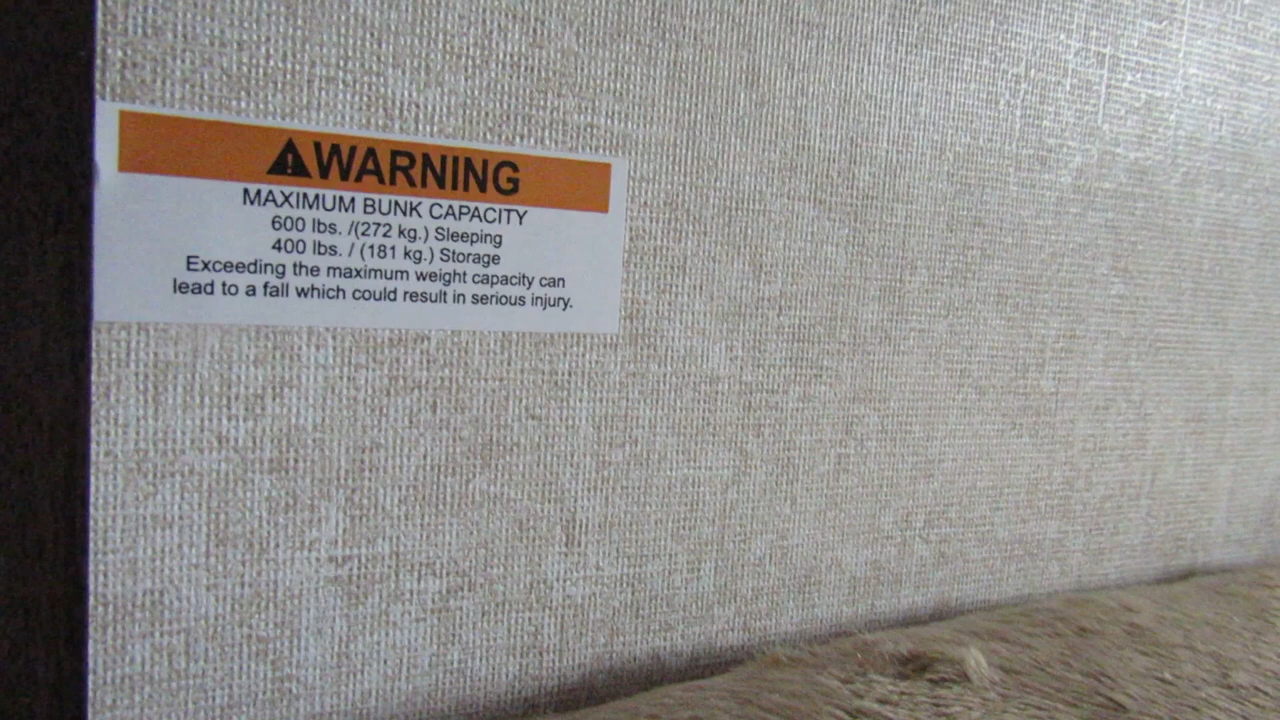 WARNING
MAXIMUM BUNK CAPACITY
600 lbs. /(272 kg.) Sleeping
400 lbs. / (181 kg.) Storage
Exceeding the maximum weight capacity can
lead to a fall which could result in serious injury.